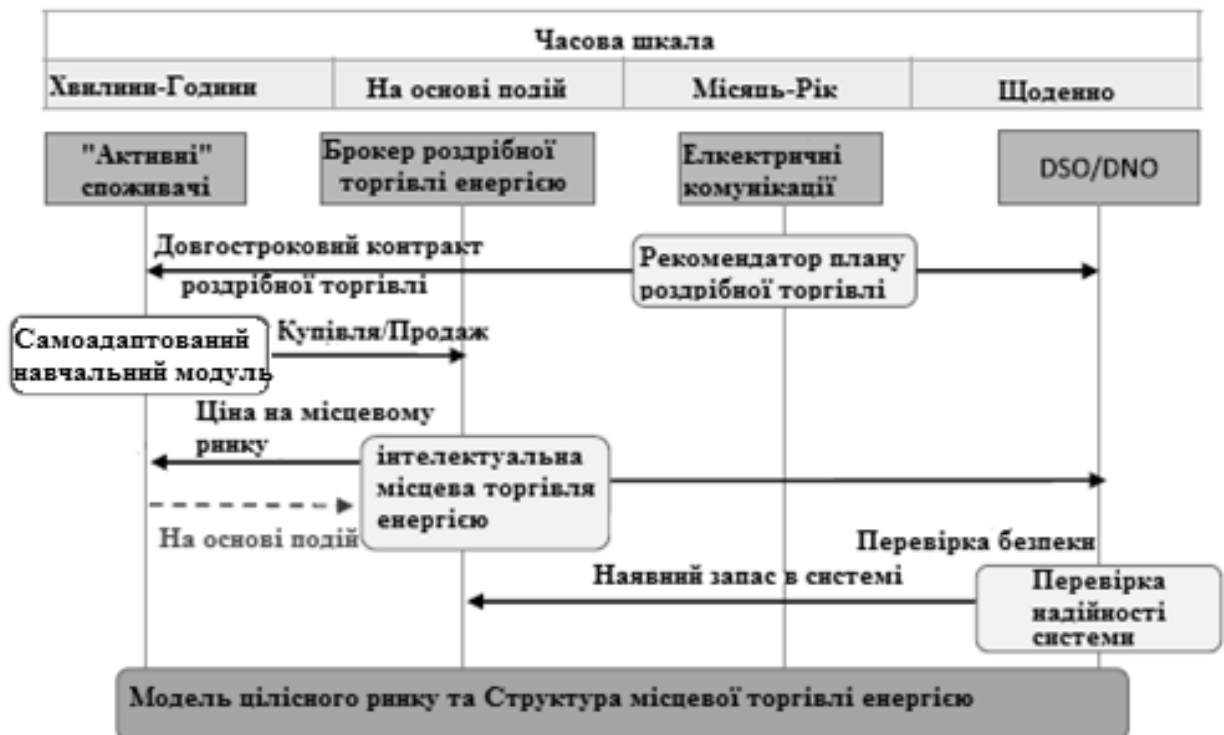 Часова шкала
Хвилини-Години
На основі подій
Місяць-Рік
Щоденно
"Активні"
споживачі
Брокер роздрібної
торгівлі енергією
Елкектричні
комунікації
DSO/DNO
Довгостроковий контракт
роздрібної торгівлі
Рекомендатор плану
роздрібної торгівлі
Самоадаптований
навчальний модуль
Купівля/Продаж
Ціна на місцевому
ринку
інтелектуальна
місцева торгівля
енергією
На основі подій
Перевірка безпеки
Наявний запас в системі
Перевірка
надійності
системи
Модель цілісного ринку та Структура місцевої торгівлі енергією